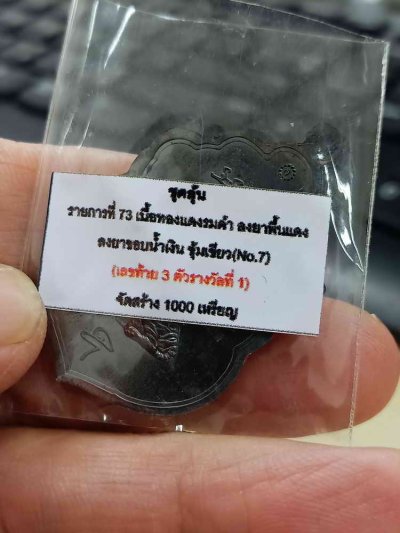 ชุดลุ้น
รายการที่ 73 เนื้อทองแดงรมดำ ลงยาพื้นแดง
ลงยาขอบน้ำเงิน ซุ้มเขียว(No.7)
(เลขท้าย 3 ตัวรางวัลที่ 1)
จัดสร้าง 1000 เหรียญ